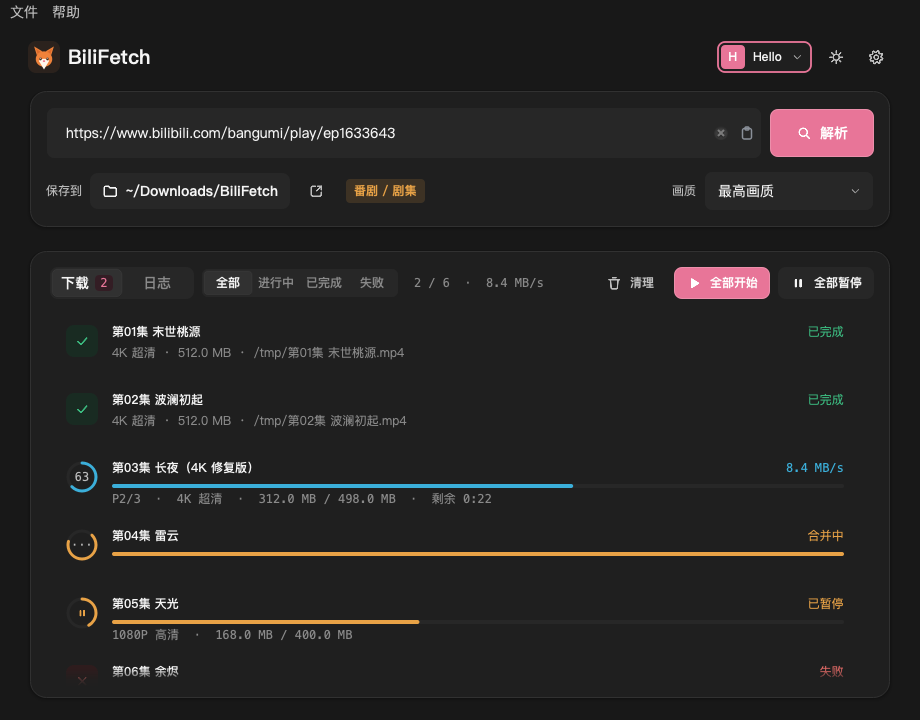 文件 帮助
BiliFetch
H Hello
https://www.bilibili.com/bangumi/play/ep1633643
解析
保存到 ~/Downloads/BiliFetch 番剧 / 剧集 画质 最高画质
下载 2 日志 全部 进行中 已完成 失败 2 / 6 · 8.4 MB/s 清理 全部开始 全部暂停
第01集 末世桃源 已完成
4K 超清 · 512.0 MB · /tmp/第01集 末世桃源.mp4
第02集 波澜初起 已完成
4K 超清 · 512.0 MB · /tmp/第02集 波澜初起.mp4
63 第03集 长夜（4K 修复版） 8.4 MB/s
P2/3 · 4K 超清 · 312.0 MB / 498.0 MB · 剩余 0:22
第04集 雷云 合并中
第05集 天光 已暂停
1080P 高清 · 168.0 MB / 400.0 MB
第06集 余烬 失败